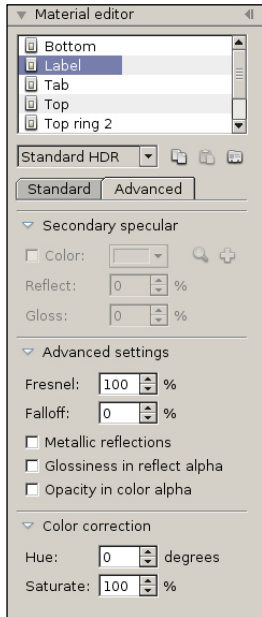 Material editor
Bottom
Label
Tab
Top
Top ring 2
Standard HDR
Standard Advanced
Secondary specular
Color:
Reflect: 0 %
Gloss: 0 %
Advanced settings
Fresnel: 100 %
Falloff: 0 %
Metallic reflections
Glossiness in reflect alpha
Opacity in color alpha
Color correction
Hue: 0 degrees
Saturate: 100 %